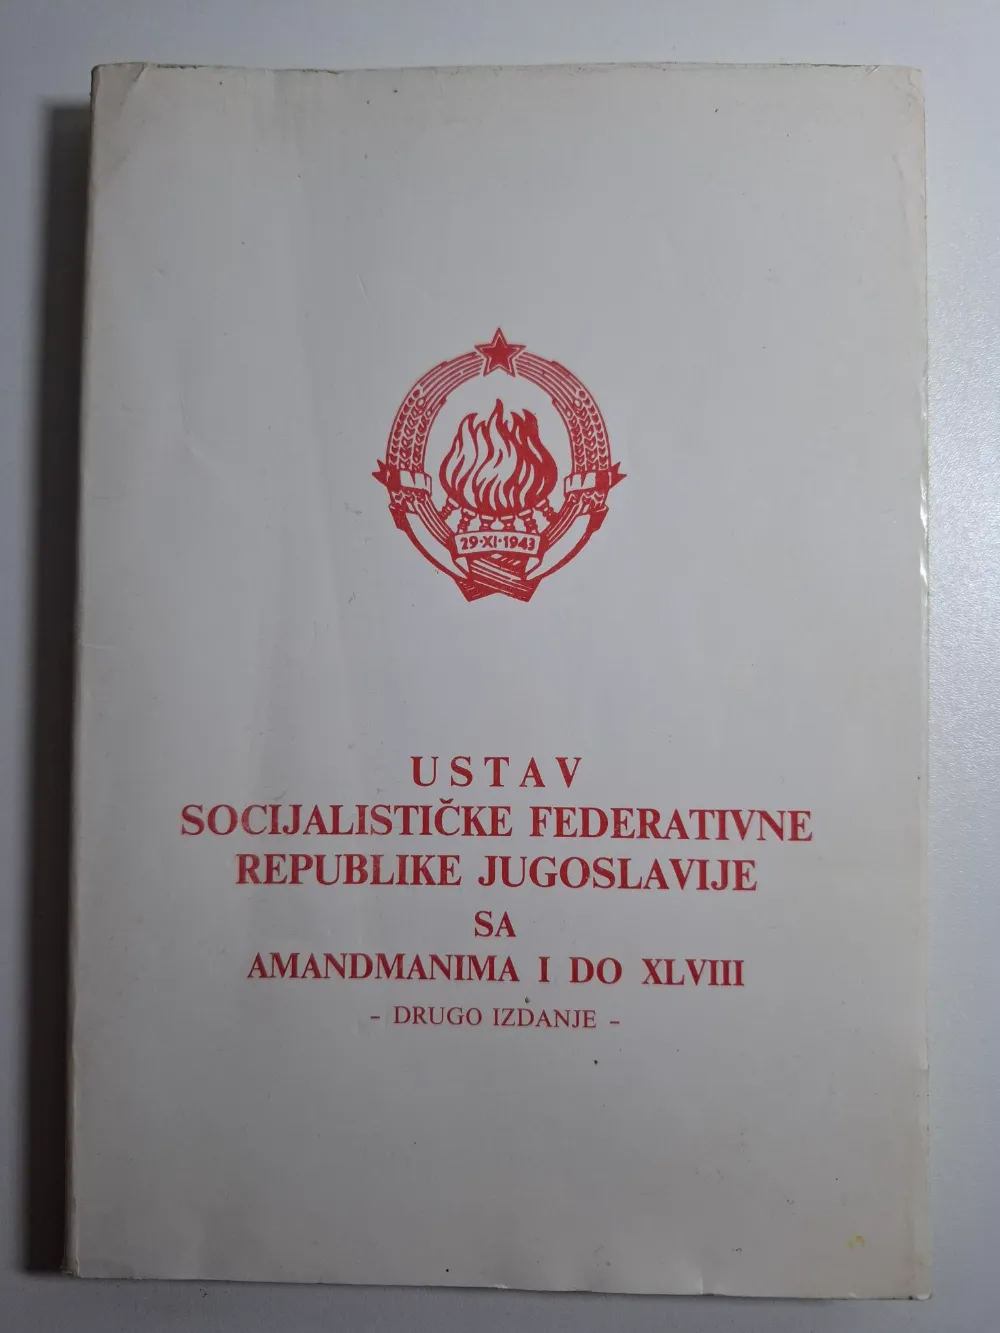 29·XI·1943
USTAV
SOCIJALISTIČKE FEDERATIVNE
REPUBLIKE JUGOSLAVIJE
SA
AMANDMANIMA I DO XLVIII
– DRUGO IZDANJE –